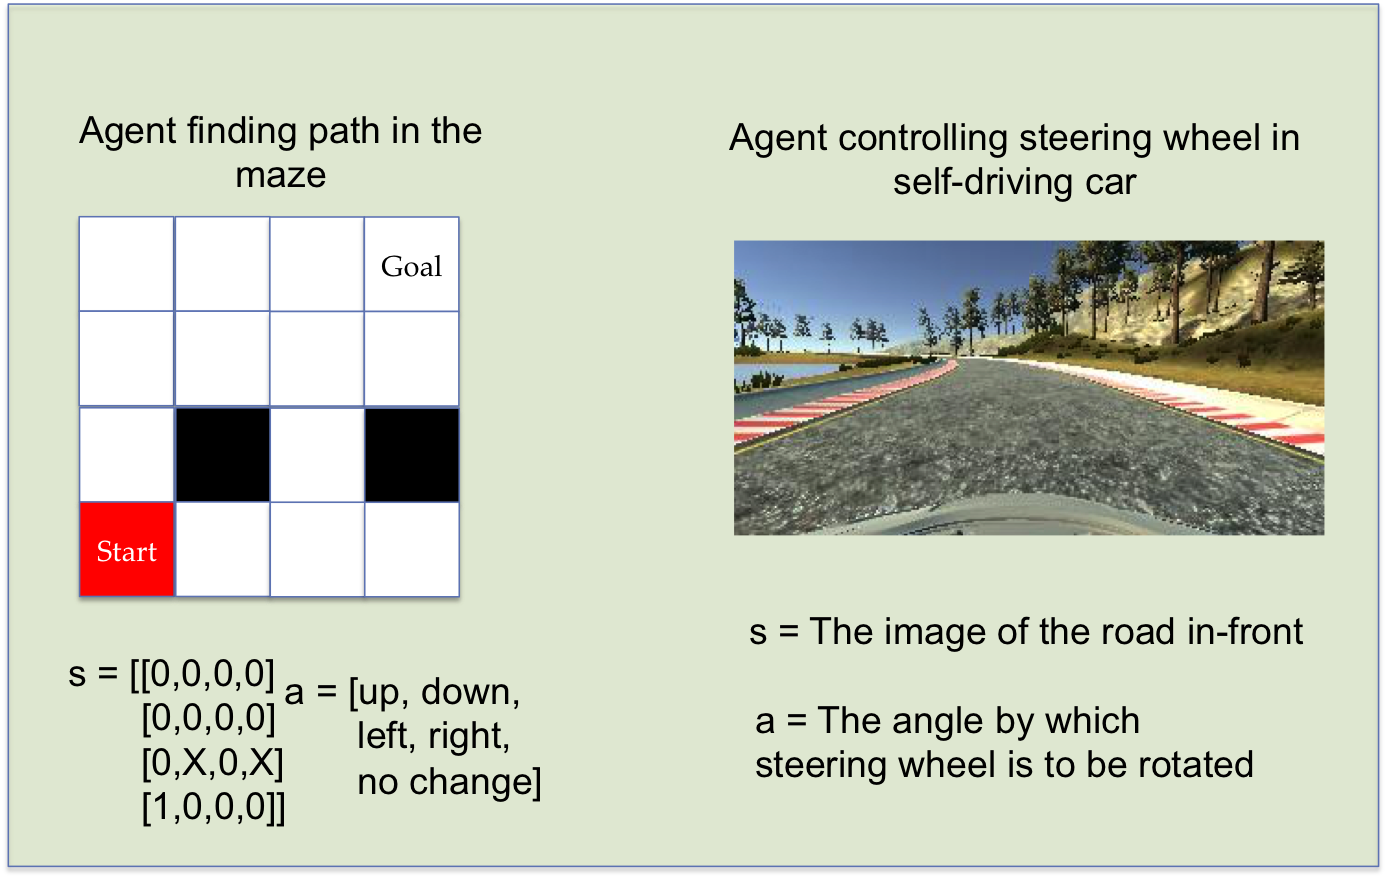 Agent finding path in the
maze
Goal
Start
s = [[0,0,0,0]
[0,0,0,0]
[0,X,0,X]
[1,0,0,0]]
a = [up, down,
left, right,
no change]
Agent controlling steering wheel in
self-driving car
s = The image of the road in-front
a = The angle by which
steering wheel is to be rotated